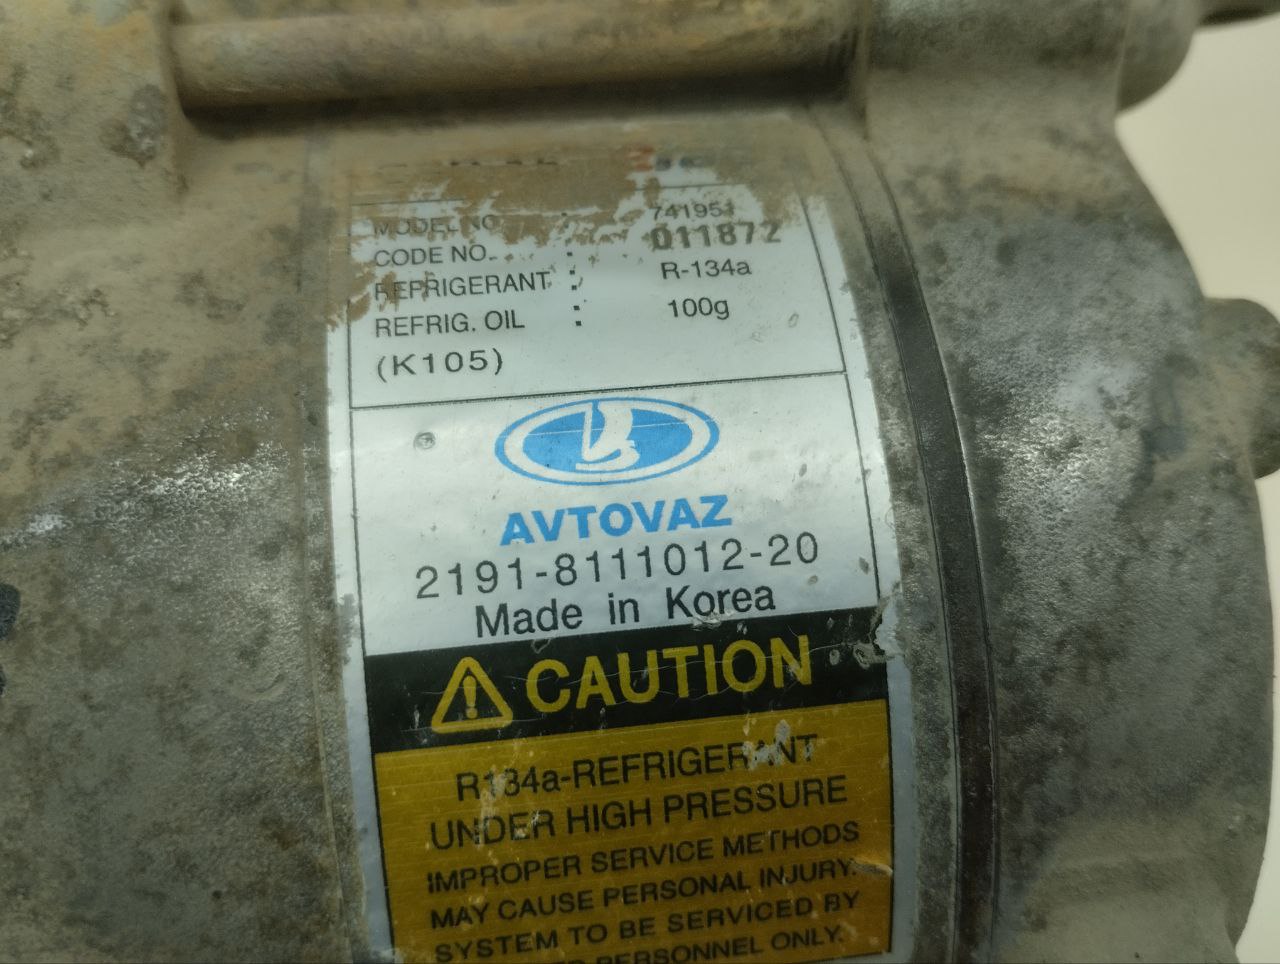 MODEL NO. : 741951
CODE NO. : 011872
REFRIGERANT : R-134a
REFRIG. OIL : 100g
(K105)
AVTOVAZ
2191-8111012-20
Made in Korea
CAUTION
R134a-REFRIGERANT
UNDER HIGH PRESSURE
IMPROPER SERVICE METHODS
MAY CAUSE PERSONAL INJURY.
SYSTEM TO BE SERVICED BY
PERSONNEL ONLY.